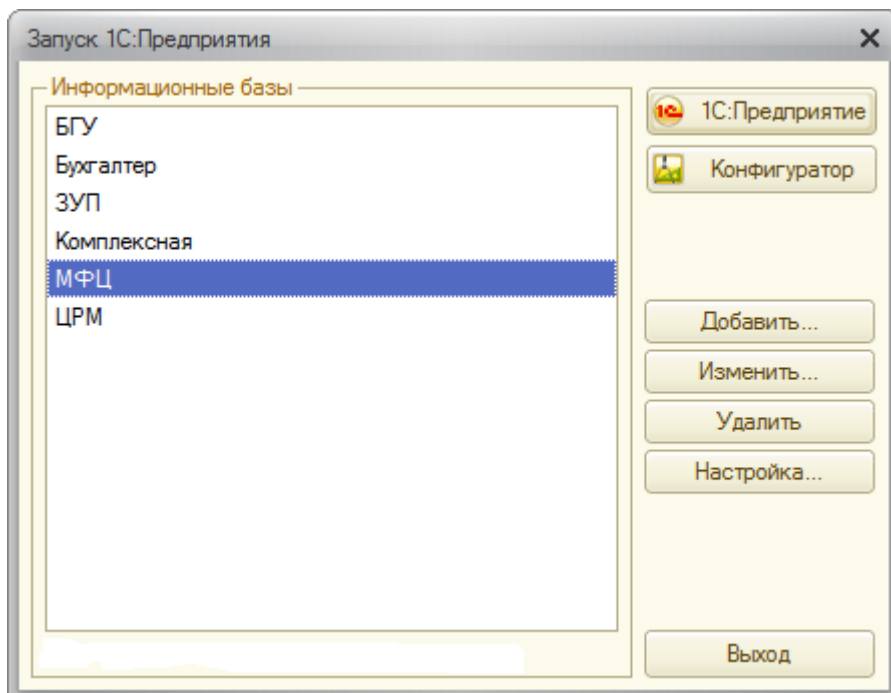 Запуск 1С:Предприятия
Информационные базы
БГУ
Бухгалтер
ЗУП
Комплексная
МФЦ
ЦРМ
1С:Предприятие
Конфигуратор
Добавить...
Изменить...
Удалить
Настройка...
Выход